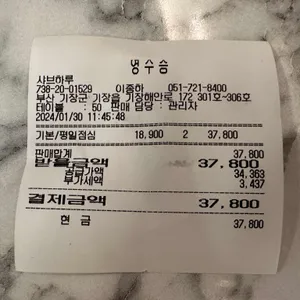 영수증
샤브하루
738-20-01529 이종하 051-721-8400
부산 기장군 기장읍 기장해안로 172 301호-306호
테이블 : 50 판매 담당 : 관리자
2024/01/30 11:45:48
기본/평일점심 18,900 2 37,800
판매합계 37,800
받을금액 37,800
공급가액 34,363
부가세액 3,437
결제금액 37,800
현금 37,800